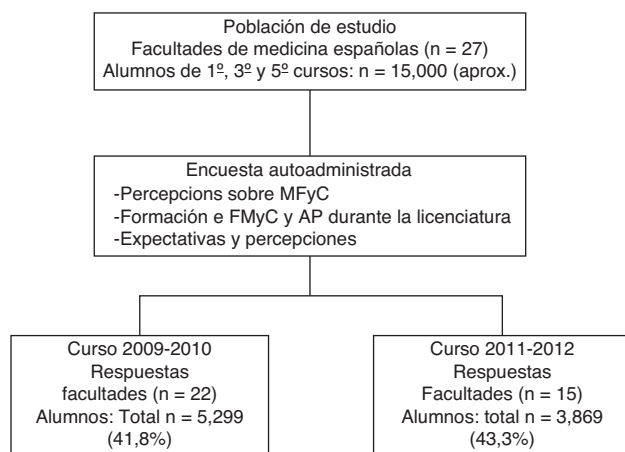 Población de estudio
Facultades de medicina españolas (n = 27)
Alumnos de 1º, 3º y 5º cursos: n = 15,000 (aprox.)
Encuesta autoadministrada
-Percepcions sobre MFyC
-Formación e FMyC y AP durante la licenciatura
-Expectativas y percepciones
Curso 2009-2010
Respuestas
facultades (n = 22)
Alumnos: Total n = 5,299
(41,8%)
Curso 2011-2012
Respuestas
Facultades (n = 15)
Alumnos: total n = 3,869
(43,3%)